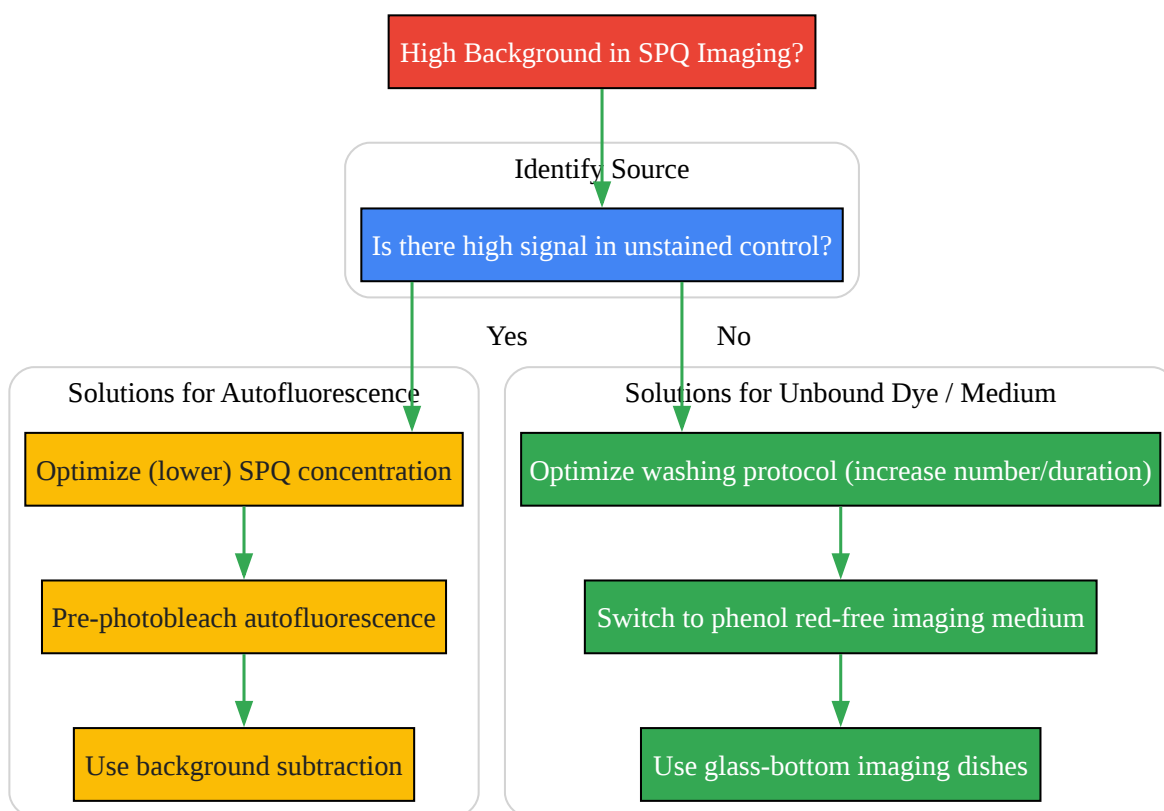 High Background in SPQ Imaging?
Identify Source
Is there high signal in unstained control?
Yes
No
Solutions for Autofluorescence
Optimize (lower) SPQ concentration
Pre-photobleach autofluorescence
Use background subtraction
Solutions for Unbound Dye / Medium
Optimize washing protocol (increase number/duration)
Switch to phenol red-free imaging medium
Use glass-bottom imaging dishes